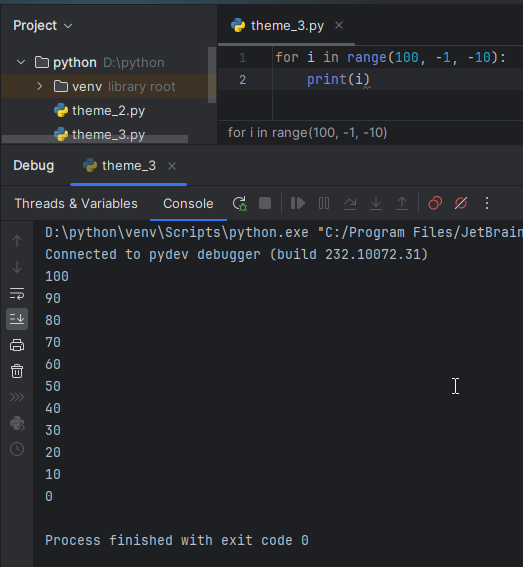 Project
python D:\python
venv library root
theme_2.py
theme_3.py
theme_3.py
1 for i in range(100, -1, -10):
2 print(i)
for i in range(100, -1, -10)
Debug theme_3
Threads & Variables Console
D:\python\venv\Scripts\python.exe "C:/Program Files/JetBrain
Connected to pydev debugger (build 232.10072.31)
100
90
80
70
60
50
40
30
20
10
0
Process finished with exit code 0